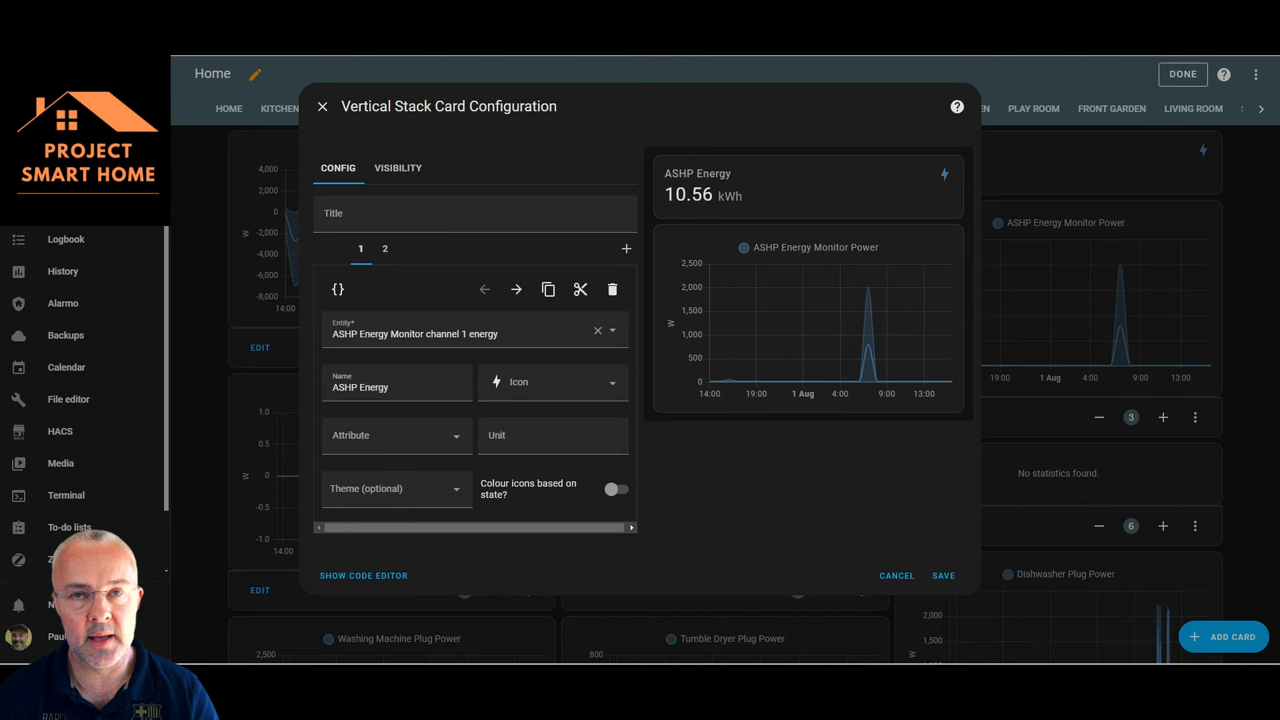 PROJECT
SMART HOME
Home
DONE
HOME
KITCHEN
EN
PLAY ROOM
FRONT GARDEN
LIVING ROOM
Logbook
History
Alarmo
Backups
Calendar
File editor
HACS
Media
Terminal
To-do lists
Z
N
Pau
4,000
2,000
0
-2,000
-4,000
-6,000
-8,000
W
14:00
EDIT
1.0
0.5
0
-0.5
-1.0
W
14:00
EDIT
Washing Machine Plug Power
2,500
Tumble Dryer Plug Power
800
Vertical Stack Card Configuration
CONFIG
VISIBILITY
Title
1
2
{}
Entity*
ASHP Energy Monitor channel 1 energy
Name
ASHP Energy
Icon
Attribute
Unit
Theme (optional)
Colour icons based on
state?
SHOW CODE EDITOR
CANCEL
SAVE
ASHP Energy
10.56 kWh
ASHP Energy Monitor Power
2,500
2,000
1,500
1,000
500
0
W
14:00
19:00
1 Aug
4:00
9:00
13:00
ASHP Energy Monitor Power
19:00
1 Aug
4:00
9:00
13:00
3
No statistics found.
6
Dishwasher Plug Power
2,000
1,500
1,000
W
ADD CARD